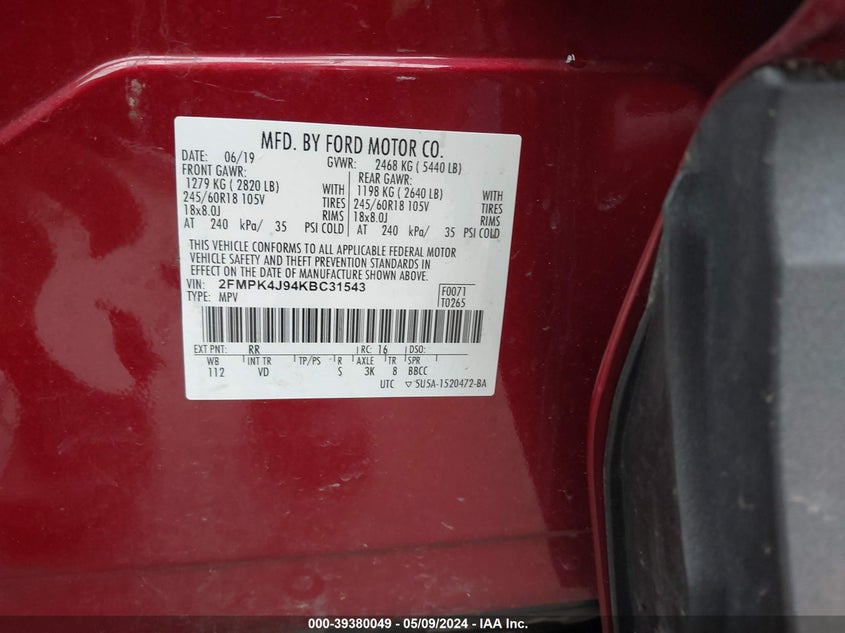 MFD. BY FORD MOTOR CO.
DATE: 06/19 GVWR: 2468 KG ( 5440 LB)
FRONT GAWR: REAR GAWR:
1279 KG ( 2820 LB) WITH 1198 KG ( 2640 LB) WITH
245/60R18 105V TIRES 245/60R18 105V TIRES
18x8.0J RIMS 18x8.0J RIMS
AT 240 kPa/ 35 PSI COLD AT 240 kPa/ 35 PSI COLD
THIS VEHICLE CONFORMS TO ALL APPLICABLE FEDERAL MOTOR
VEHICLE SAFETY AND THEFT PREVENTION STANDARDS IN
EFFECT ON THE DATE OF MANUFACTURE SHOWN ABOVE.
VIN: 2FMPK4J94KBC31543 F0071
TYPE: MPV T0265
EXT PNT: RR RC: 16 DSO:
WB INT TR TP/PS R AXLE TR SPR
112 VD S 3K 8 BBCC
UTC ▽ 5U5A-1520472-BA
000-39380049 - 05/09/2024 - IAA Inc.